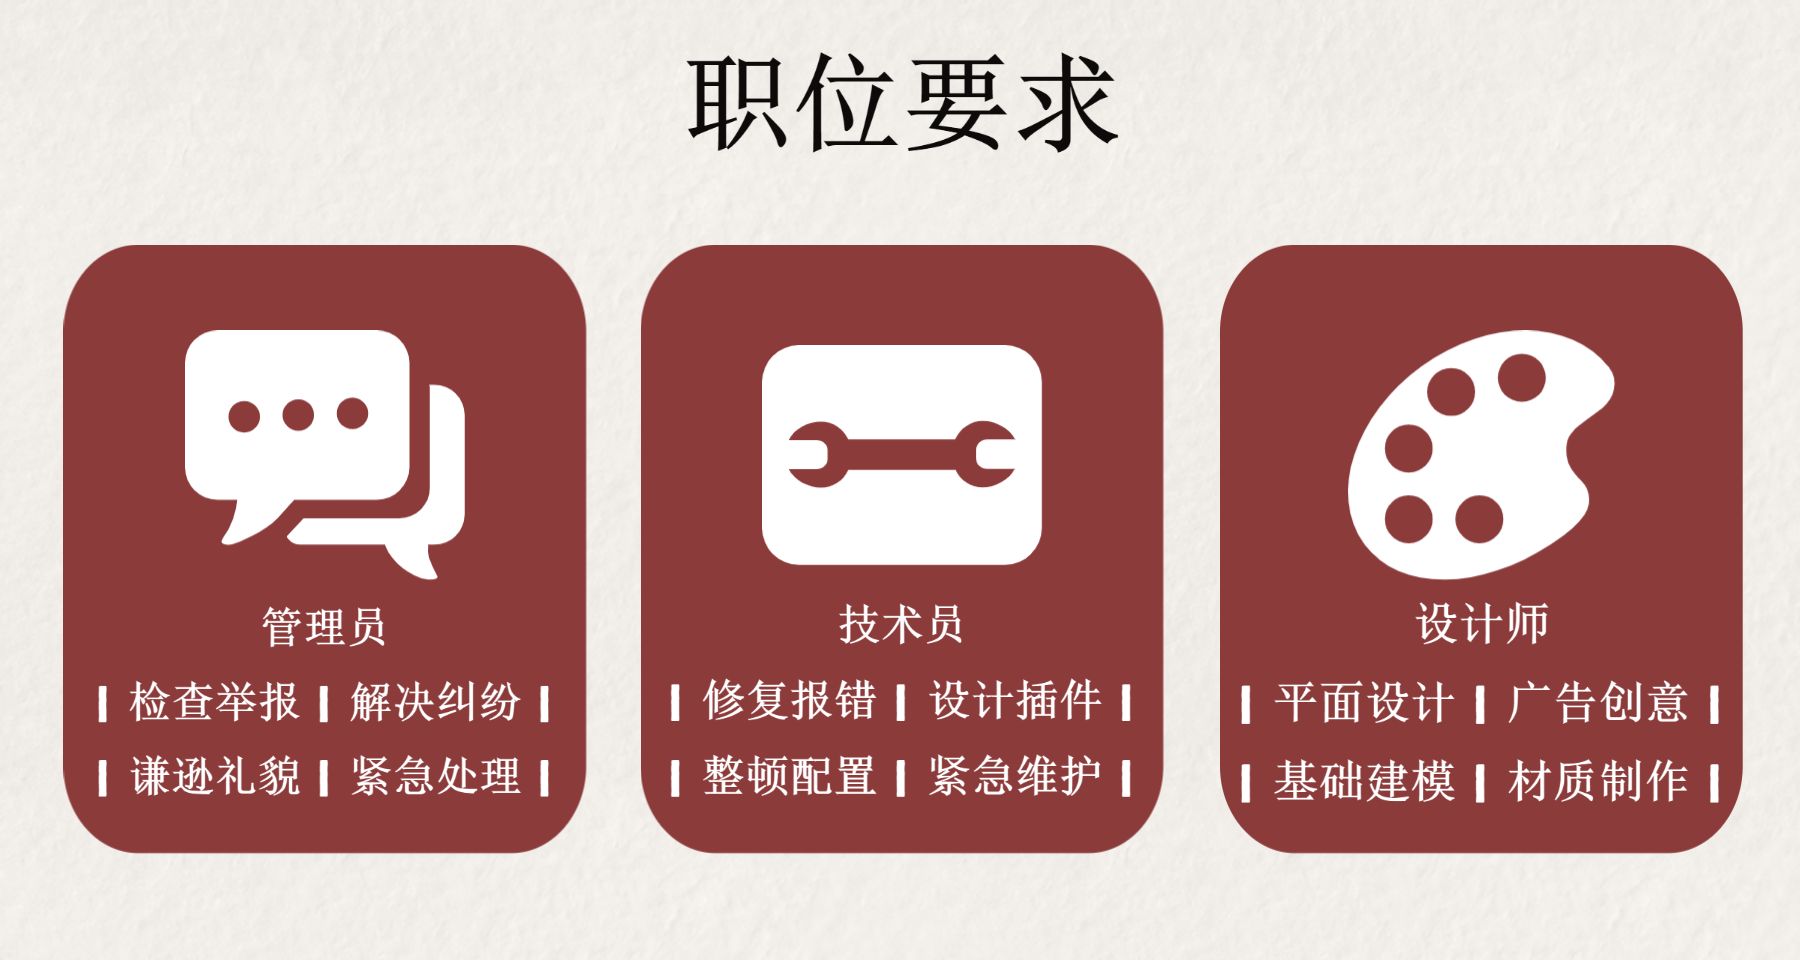 职位要求
管理员
| 检查举报 | 解决纠纷 |
| 谦逊礼貌 | 紧急处理 |
技术员
| 修复报错 | 设计插件 |
| 整顿配置 | 紧急维护 |
设计师
| 平面设计 | 广告创意 |
| 基础建模 | 材质制作 |